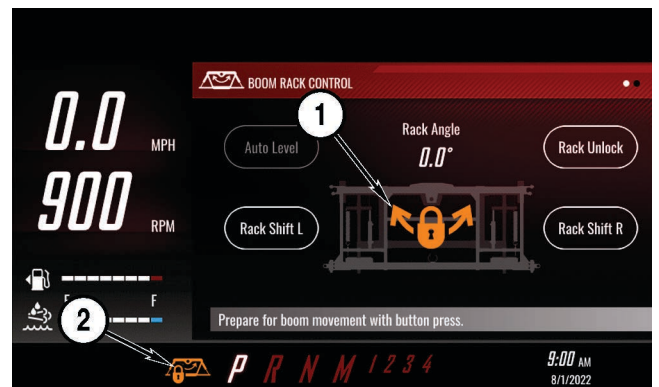 BOOM RACK CONTROL
1
0.0 MPH
Auto Level
Rack Angle
0.0°
Rack Unlock
900 RPM
Rack Shift L
Rack Shift R
E F
2
F
Prepare for boom movement with button press.
P R N M 1 2 3 4
9:00 AM
8/1/2022